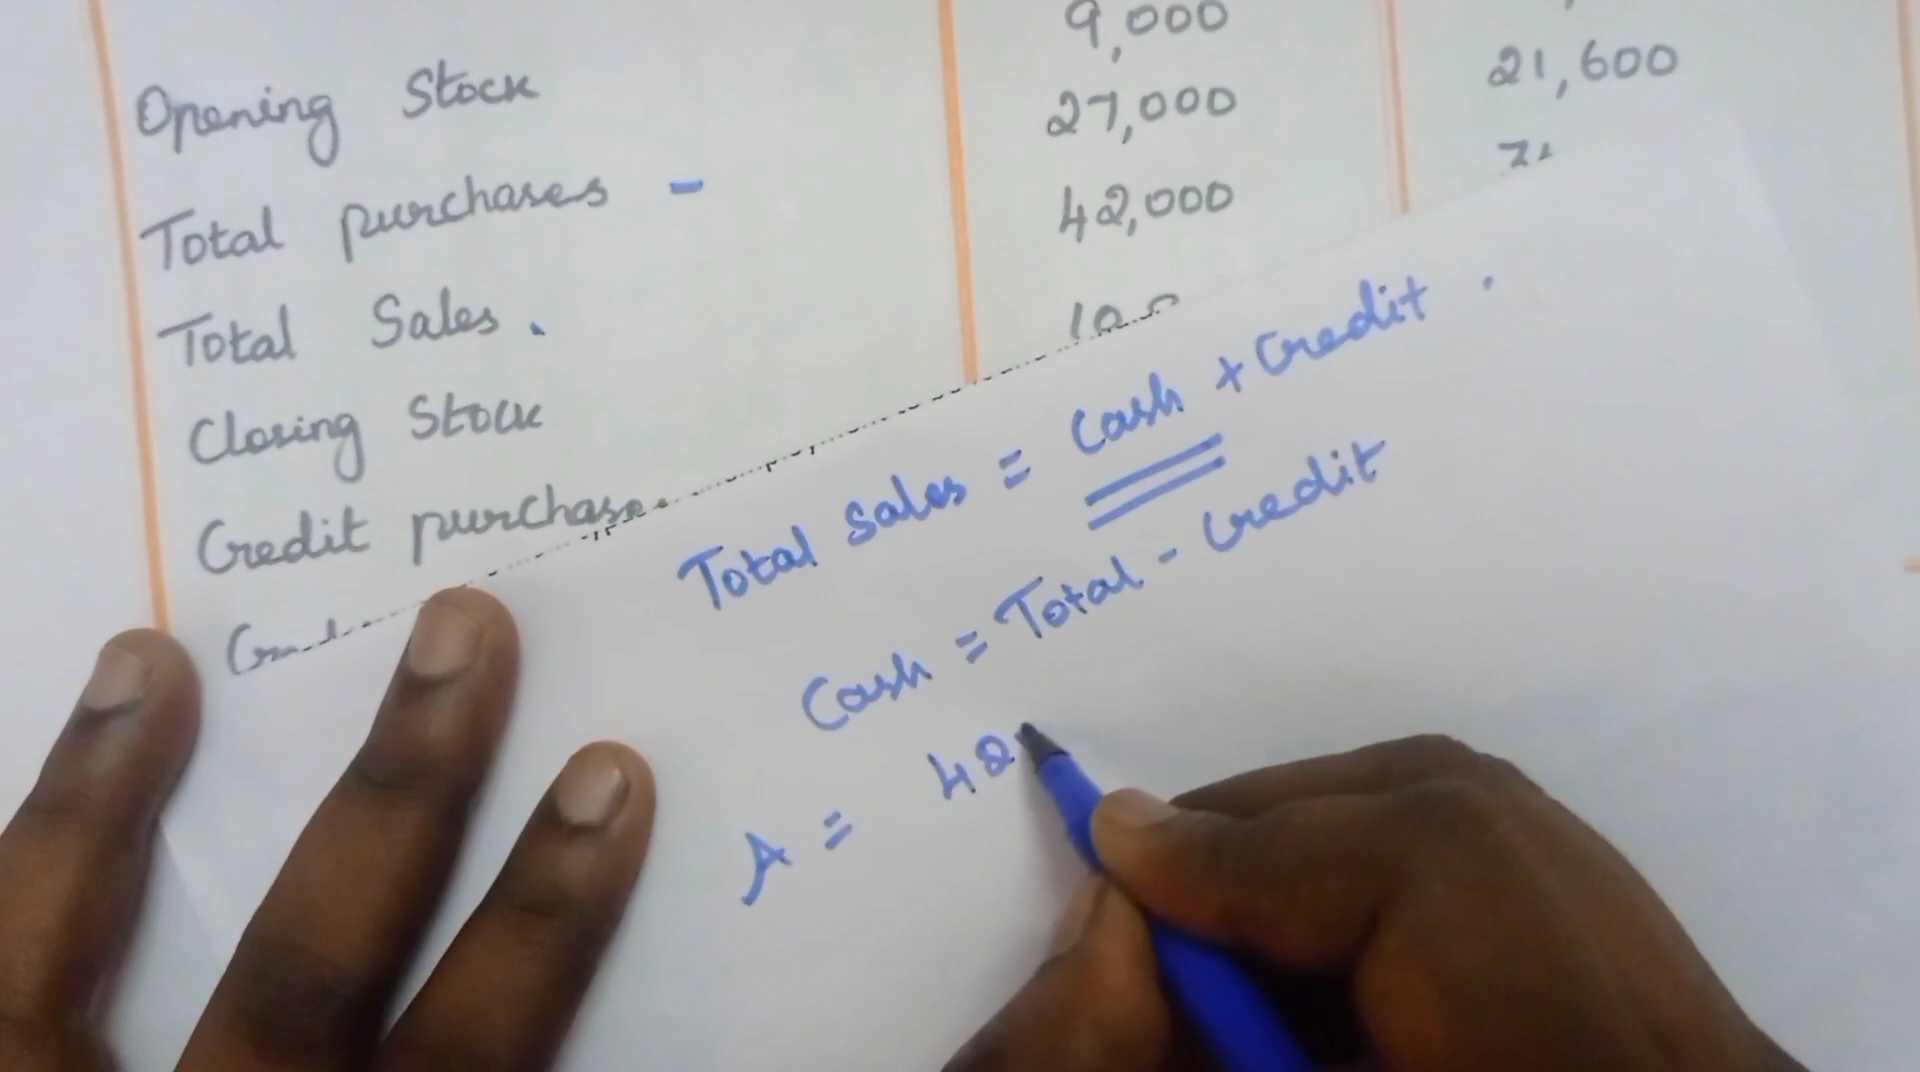 Opening Stock 9,000
Total purchases - 27,000 21,600
Total Sales . 42,000
Closing Stock
Credit purchase
Total Sales = Cash + Credit .
Cash = Total - Credit
A = 42